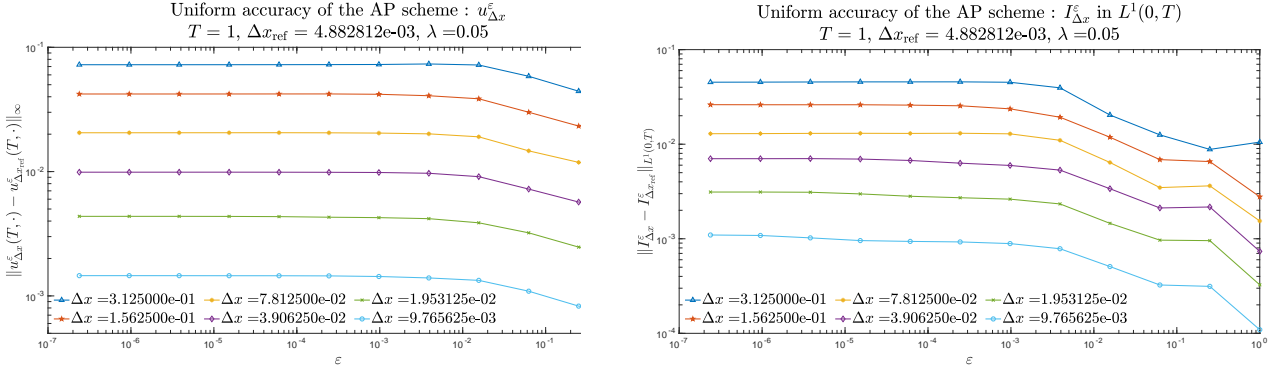 Uniform accuracy of the AP scheme : $u^{\varepsilon}_{\Delta x}$
$T = 1$, $\Delta x_{\mathrm{ref}} = 4.882812\text{e-}03$, $\lambda = 0.05$
$||u^{\varepsilon}_{\Delta x}(T,\cdot) - u^{\varepsilon}_{\Delta x_{\mathrm{ref}}}(T,\cdot)||_{\infty}$
$10^{-1}$
$10^{-2}$
$10^{-3}$
$\Delta x = 3.125000\text{e-}01$ $\Delta x = 7.812500\text{e-}02$ $\Delta x = 1.953125\text{e-}02$
$\Delta x = 1.562500\text{e-}01$ $\Delta x = 3.906250\text{e-}02$ $\Delta x = 9.765625\text{e-}03$
$10^{-7}$ $10^{-6}$ $10^{-5}$ $10^{-4}$ $10^{-3}$ $10^{-2}$ $10^{-1}$
$\varepsilon$
Uniform accuracy of the AP scheme : $I^{\varepsilon}_{\Delta x}$ in $L^1(0,T)$
$T = 1$, $\Delta x_{\mathrm{ref}} = 4.882812\text{e-}03$, $\lambda = 0.05$
$||I^{\varepsilon}_{\Delta x} - I^{\varepsilon}_{\Delta x_{\mathrm{ref}}}||_{L^1(0,T)}$
$10^{-1}$
$10^{-2}$
$10^{-3}$
$10^{-4}$
$\Delta x = 3.125000\text{e-}01$ $\Delta x = 7.812500\text{e-}02$ $\Delta x = 1.953125\text{e-}02$
$\Delta x = 1.562500\text{e-}01$ $\Delta x = 3.906250\text{e-}02$ $\Delta x = 9.765625\text{e-}03$
$10^{-7}$ $10^{-6}$ $10^{-5}$ $10^{-4}$ $10^{-3}$ $10^{-2}$ $10^{-1}$ $10^{0}$
$\varepsilon$